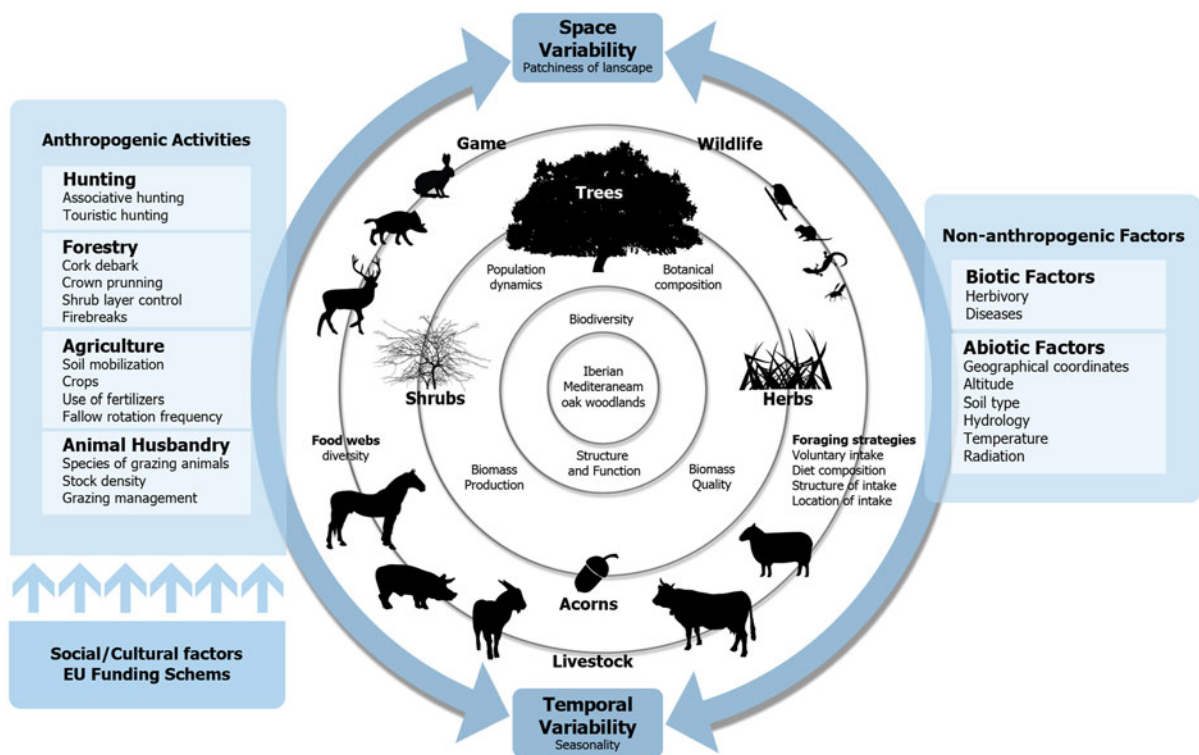 Space
Variability
Patchiness of lanscape
Anthropogenic Activities
Hunting
Associative hunting
Touristic hunting
Forestry
Cork debark
Crown prunning
Shrub layer control
Firebreaks
Agriculture
Soil mobilization
Crops
Use of fertilizers
Fallow rotation frequency
Animal Husbandry
Species of grazing animals
Stock density
Grazing management
Social/Cultural factors
EU Funding Schems
Game
Wildlife
Trees
Population
dynamics
Botanical
composition
Biodiversity
Iberian
Mediteraneam
oak woodlands
Shrubs
Herbs
Food webs
diversity
Structure
and Function
Biomass
Production
Biomass
Quality
Foraging strategies
Voluntary intake
Diet composition
Structure of intake
Location of intake
Acorns
Livestock
Temporal
Variability
Seasonality
Non-anthropogenic Factors
Biotic Factors
Herbivory
Diseases
Abiotic Factors
Geographical coordinates
Altitude
Soil type
Hydrology
Temperature
Radiation